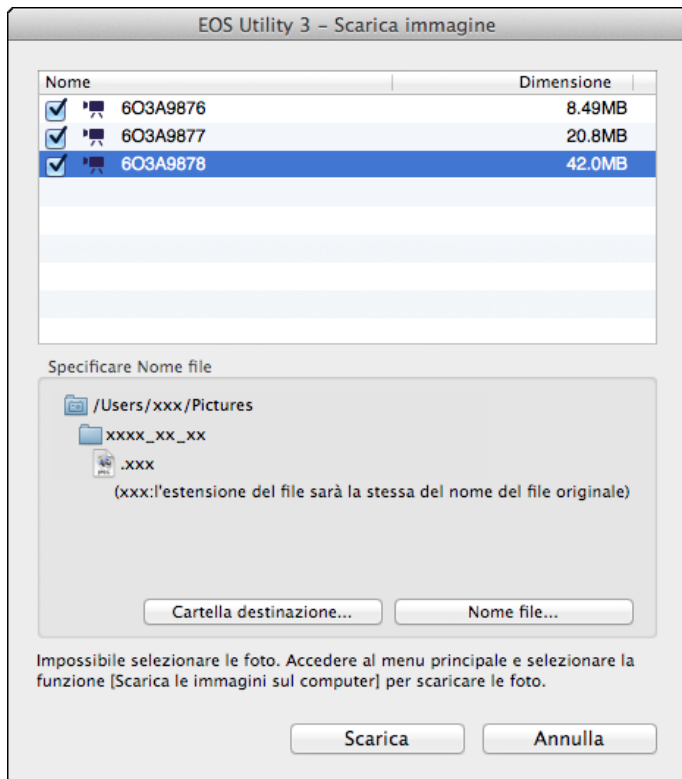 EOS Utility 3 – Scarica immagine
Nome Dimensione
6O3A9876 8.49MB
6O3A9877 20.8MB
6O3A9878 42.0MB
Specificare Nome file
/Users/xxx/Pictures
xxxx_xx_xx
.xxx
(xxx:l'estensione del file sarà la stessa del nome del file originale)
Cartella destinazione... Nome file...
Impossibile selezionare le foto. Accedere al menu principale e selezionare la
funzione [Scarica le immagini sul computer] per scaricare le foto.
Scarica Annulla